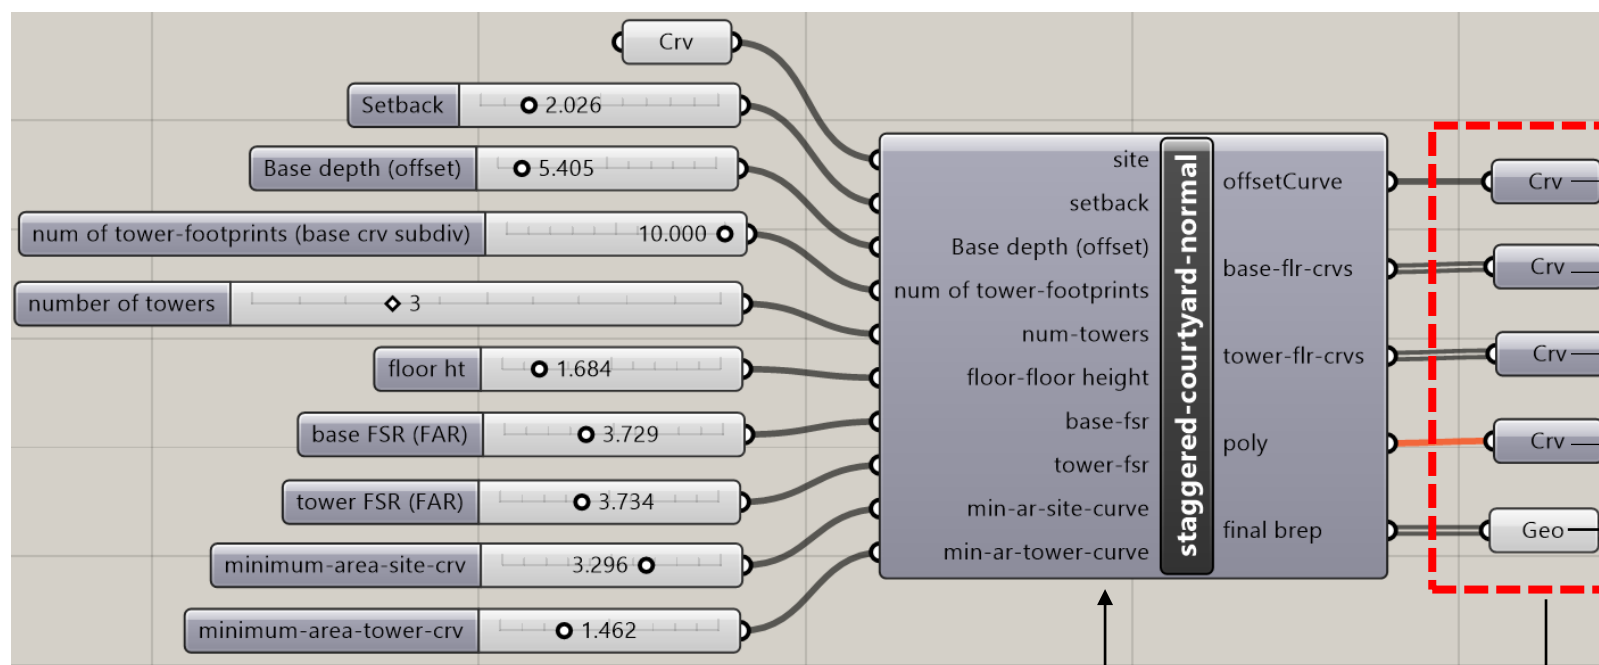 Crv
Setback 2.026
Base depth (offset) 5.405
num of tower-footprints (base crv subdiv) 10.000
number of towers 3
floor ht 1.684
base FSR (FAR) 3.729
tower FSR (FAR) 3.734
minimum-area-site-crv 3.296
minimum-area-tower-crv 1.462
site
setback
Base depth (offset)
num of tower-footprints
num-towers
floor-floor height
base-fsr
tower-fsr
min-ar-site-curve
min-ar-tower-curve
staggered-courtyard-normal
offsetCurve
base-flr-crvs
tower-flr-crvs
poly
final brep
Crv
Crv
Crv
Crv
Geo